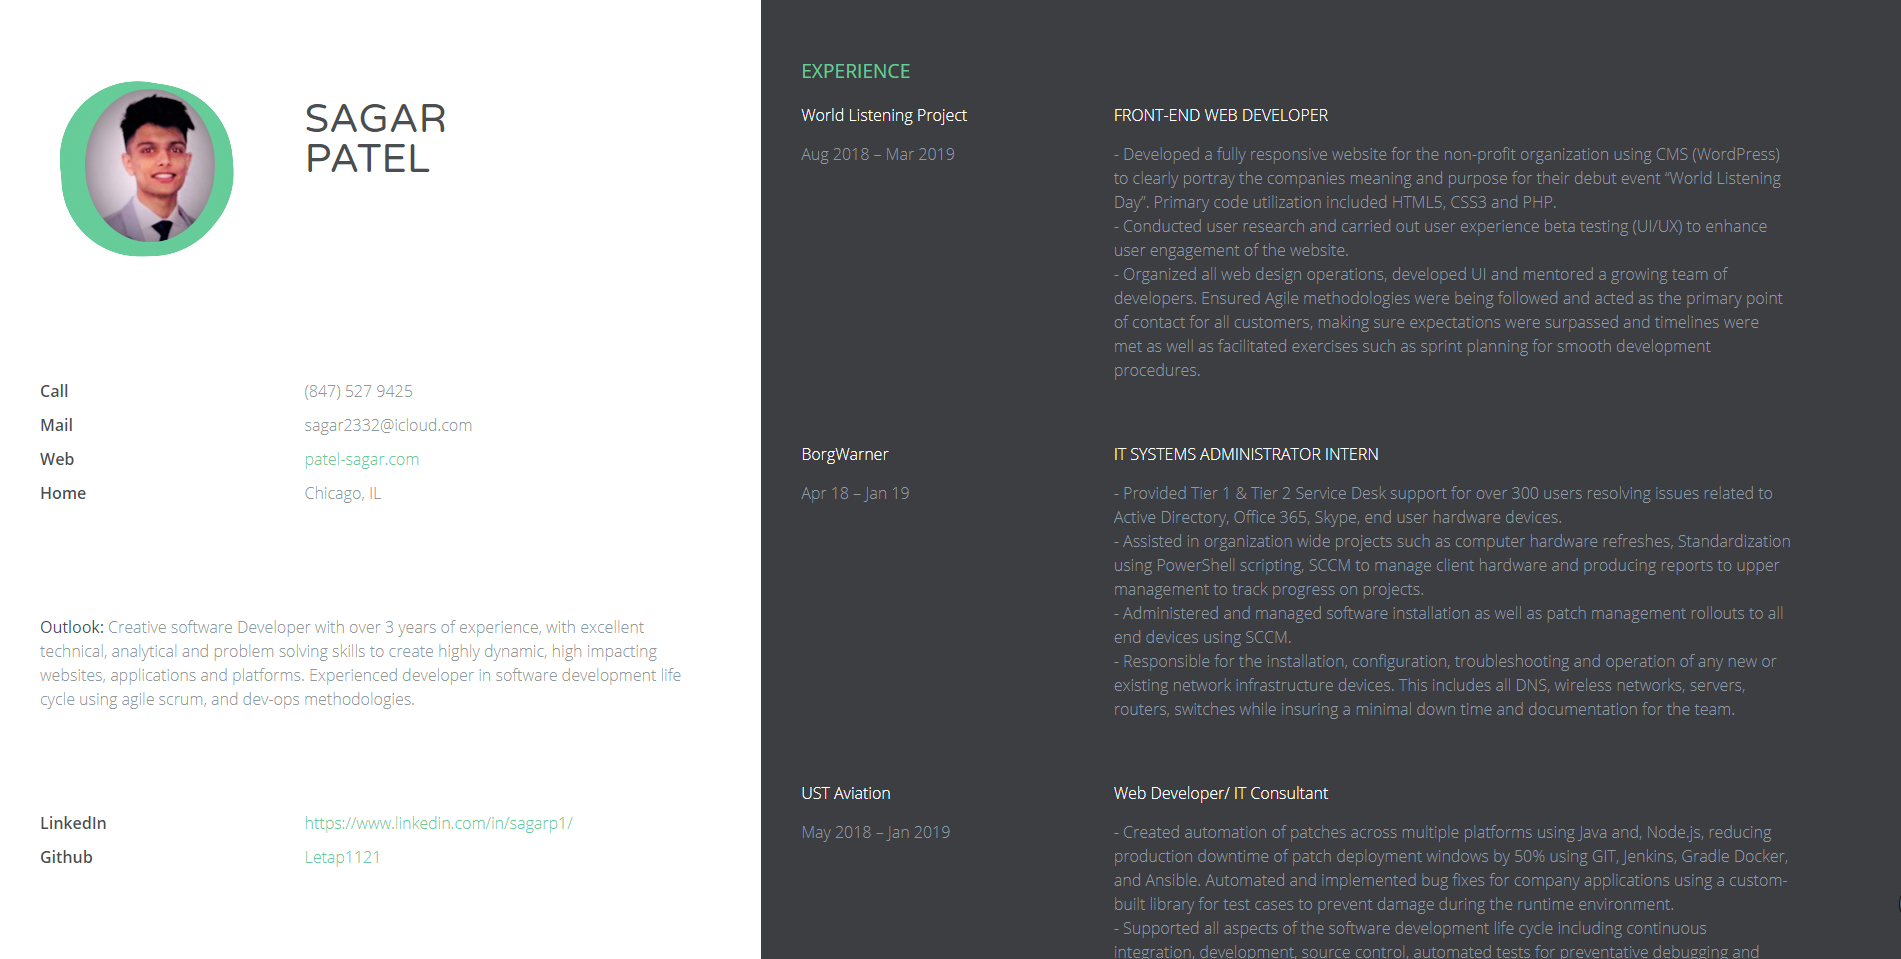 SAGAR
PATEL
Call (847) 527 9425
Mail sagar2332@icloud.com
Web patel-sagar.com
Home Chicago, IL
Outlook: Creative software Developer with over 3 years of experience, with excellent
technical, analytical and problem solving skills to create highly dynamic, high impacting
websites, applications and platforms. Experienced developer in software development life
cycle using agile scrum, and dev-ops methodologies.
LinkedIn https://www.linkedin.com/in/sagarp1/
Github Letap1121
EXPERIENCE
World Listening Project FRONT-END WEB DEVELOPER
Aug 2018 – Mar 2019
- Developed a fully responsive website for the non-profit organization using CMS (WordPress)
to clearly portray the companies meaning and purpose for their debut event “World Listening
Day”. Primary code utilization included HTML5, CSS3 and PHP.
- Conducted user research and carried out user experience beta testing (UI/UX) to enhance
user engagement of the website.
- Organized all web design operations, developed UI and mentored a growing team of
developers. Ensured Agile methodologies were being followed and acted as the primary point
of contact for all customers, making sure expectations were surpassed and timelines were
met as well as facilitated exercises such as sprint planning for smooth development
procedures.
BorgWarner IT SYSTEMS ADMINISTRATOR INTERN
Apr 18 – Jan 19
- Provided Tier 1 & Tier 2 Service Desk support for over 300 users resolving issues related to
Active Directory, Office 365, Skype, end user hardware devices.
- Assisted in organization wide projects such as computer hardware refreshes, Standardization
using PowerShell scripting, SCCM to manage client hardware and producing reports to upper
management to track progress on projects.
- Administered and managed software installation as well as patch management rollouts to all
end devices using SCCM.
- Responsible for the installation, configuration, troubleshooting and operation of any new or
existing network infrastructure devices. This includes all DNS, wireless networks, servers,
routers, switches while insuring a minimal down time and documentation for the team.
UST Aviation Web Developer/ IT Consultant
May 2018 – Jan 2019
- Created automation of patches across multiple platforms using Java and, Node.js, reducing
production downtime of patch deployment windows by 50% using GIT, Jenkins, Gradle Docker,
and Ansible. Automated and implemented bug fixes for company applications using a custom-
built library for test cases to prevent damage during the runtime environment.
- Supported all aspects of the software development life cycle including continuous
integration, development, source control, automated tests for preventative debugging and